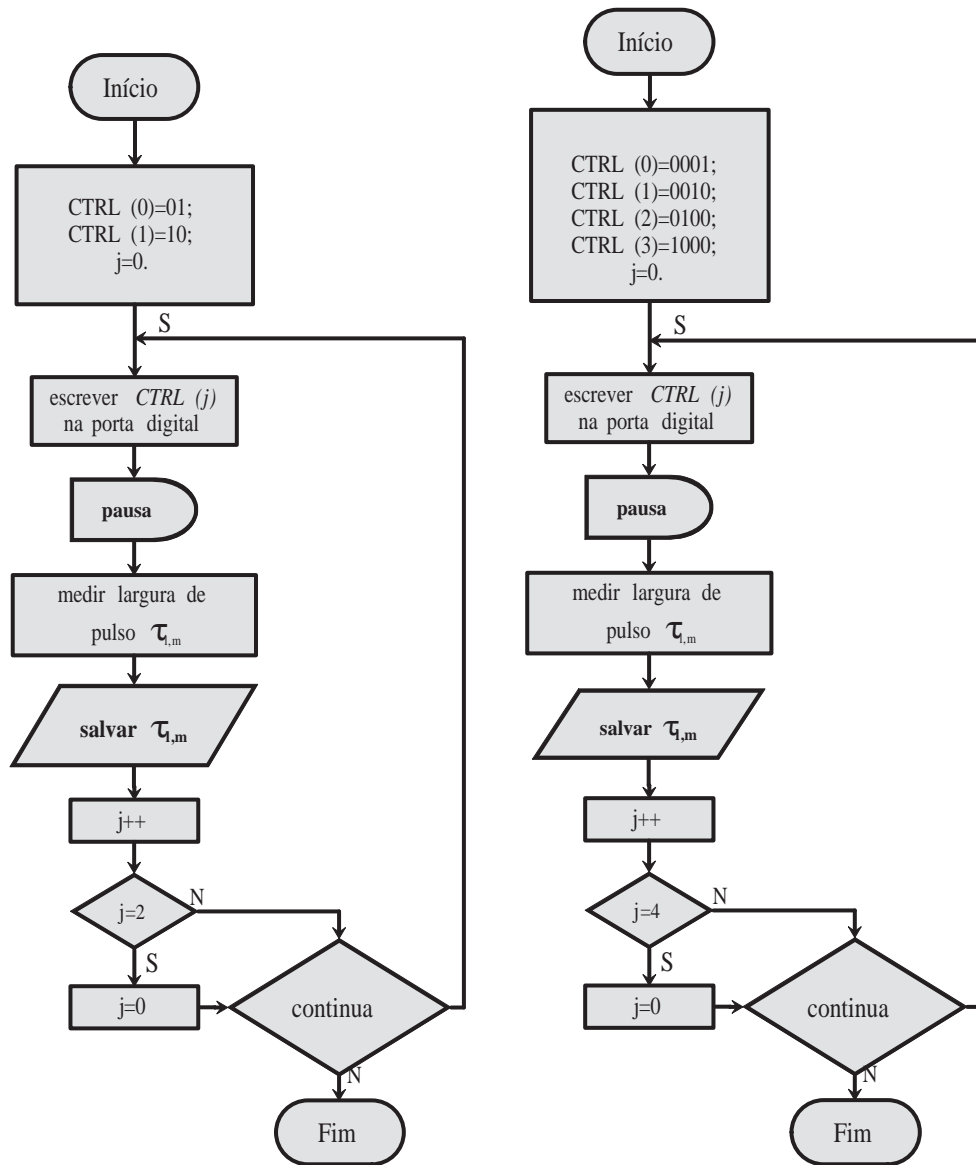 Início
CTRL (0)=01;
CTRL (1)=10;
j=0.
S
escrever CTRL (j)
na porta digital
pausa
medir largura de
pulso τl,m
salvar τl,m
j++
j=2
N
S
j=0
continua
N
Fim
Início
CTRL (0)=0001;
CTRL (1)=0010;
CTRL (2)=0100;
CTRL (3)=1000;
j=0.
S
escrever CTRL (j)
na porta digital
pausa
medir largura de
pulso τl,m
salvar τl,m
j++
j=4
N
S
j=0
continua
N
Fim